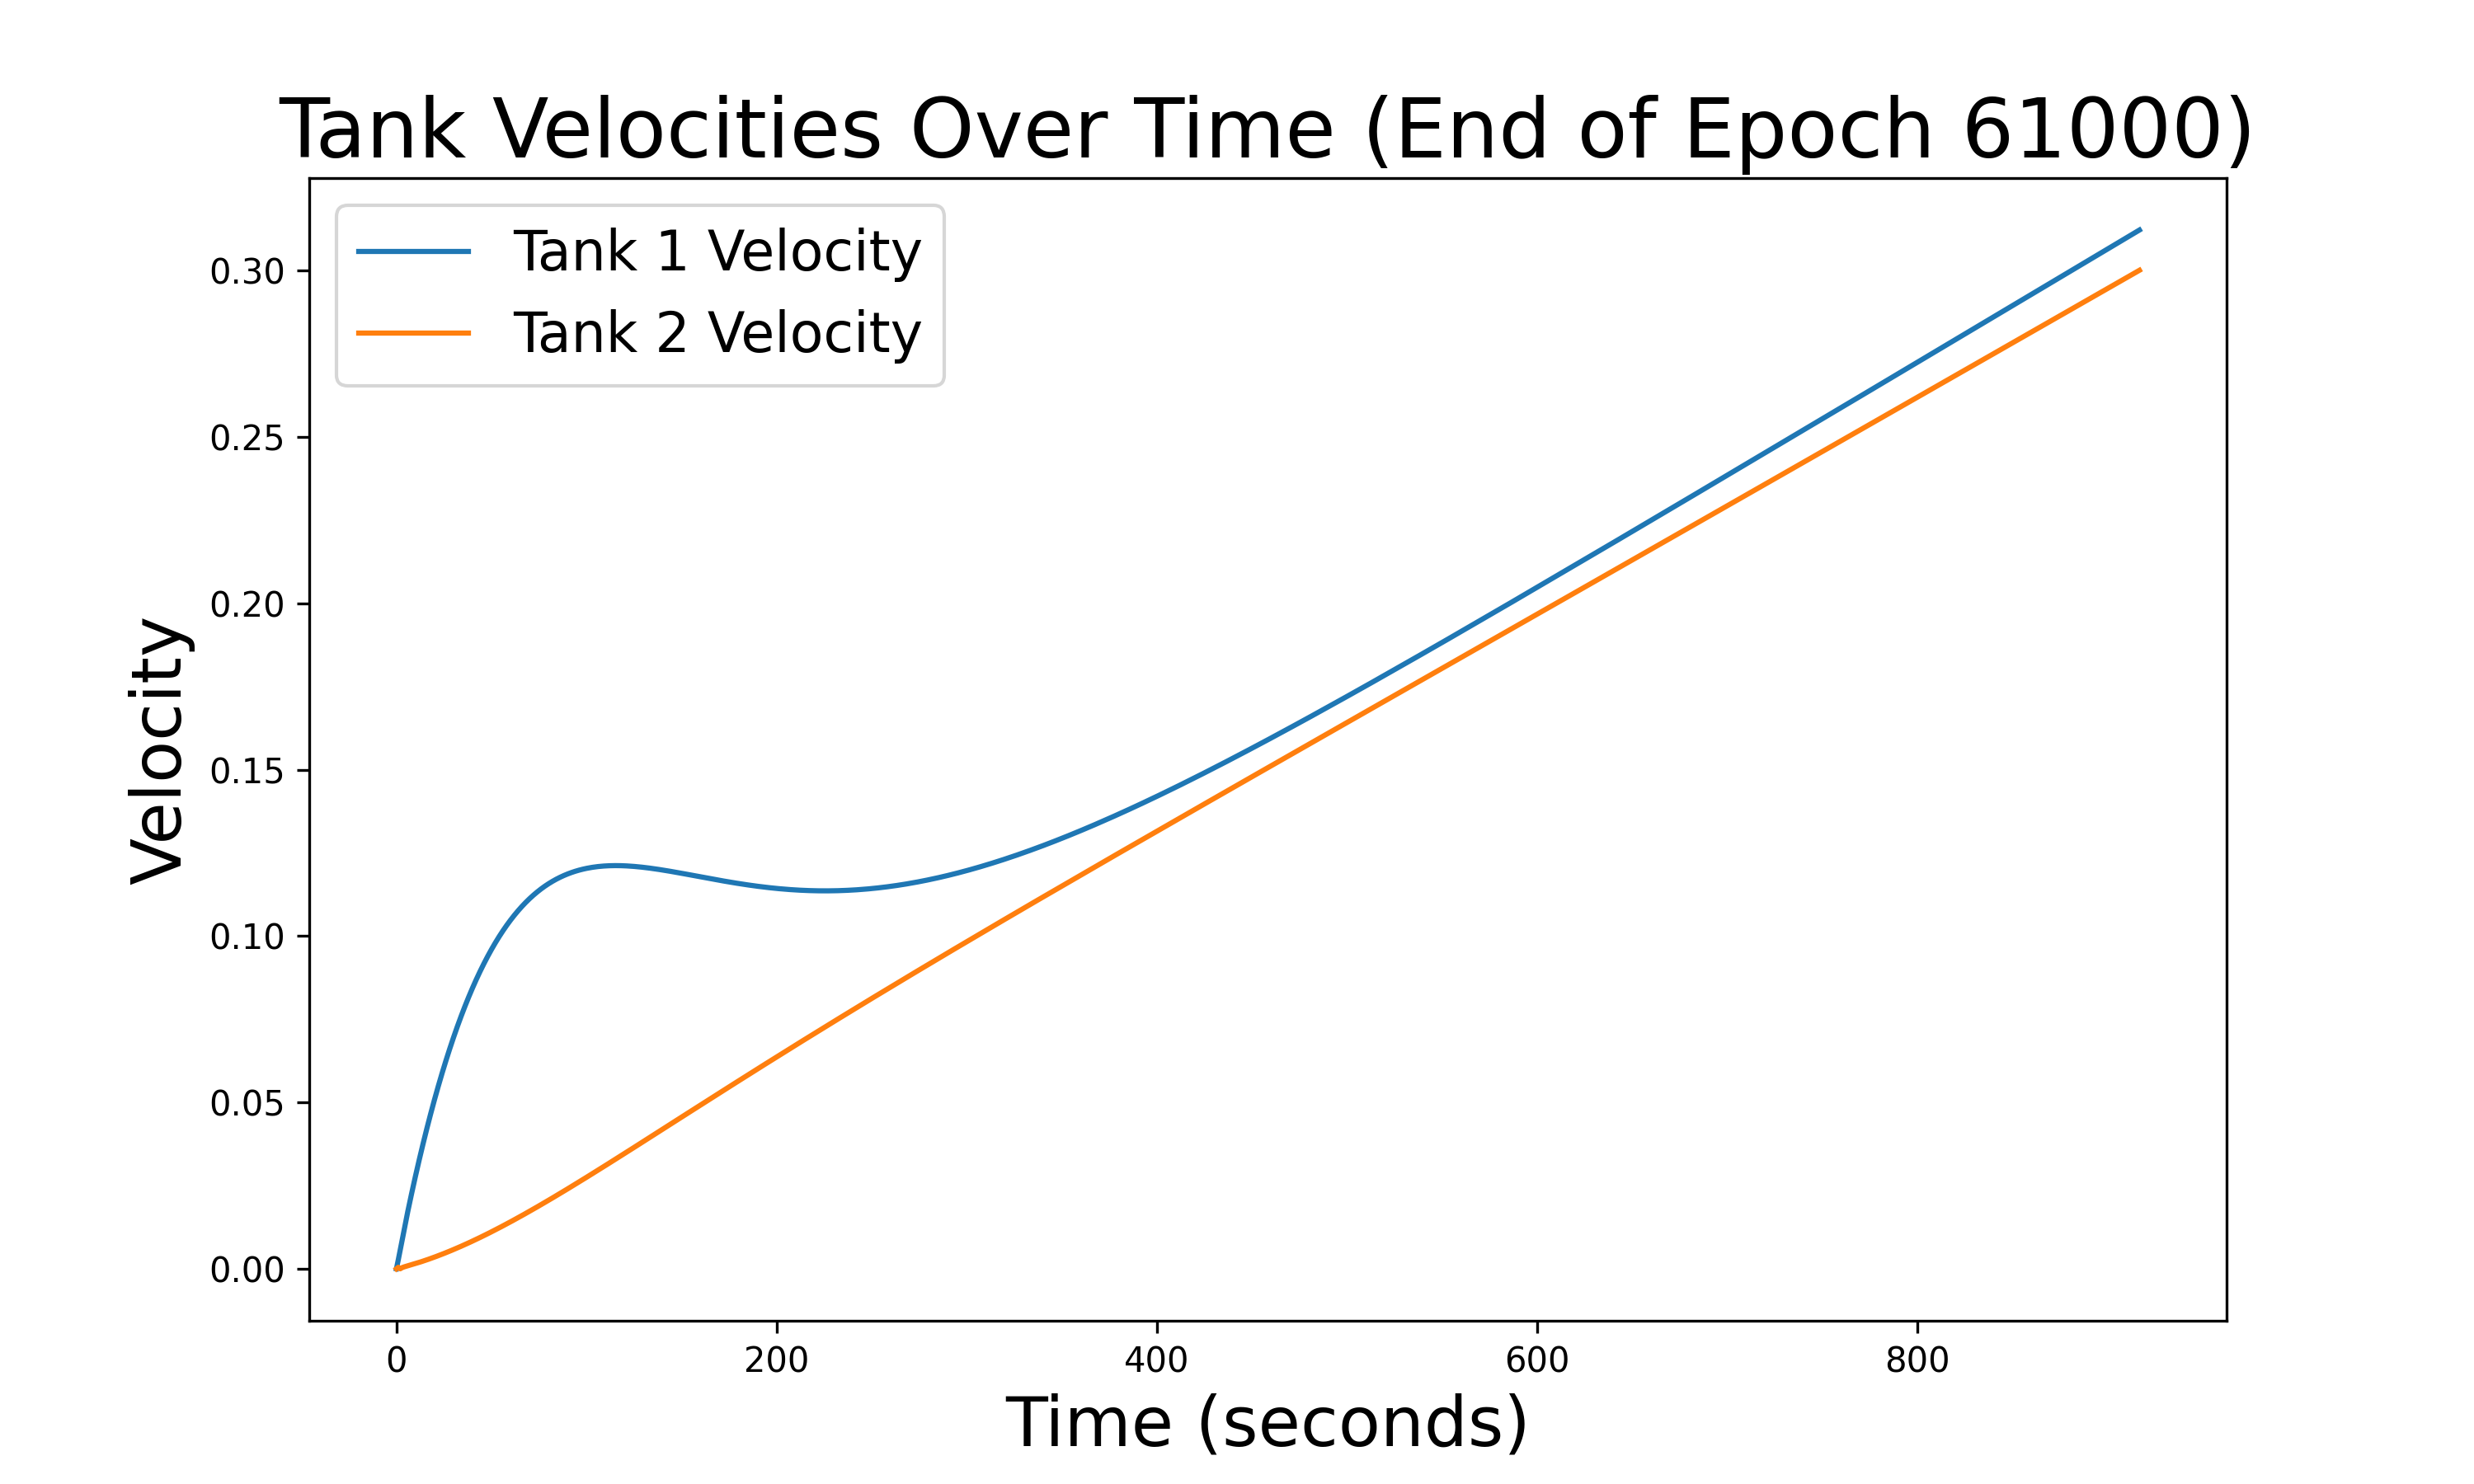 Tank Velocities Over Time (End of Epoch 61000)
Tank 1 Velocity
Tank 2 Velocity
Velocity
0.30
0.25
0.20
0.15
0.10
0.05
0.00
0 200 400 600 800
Time (seconds)